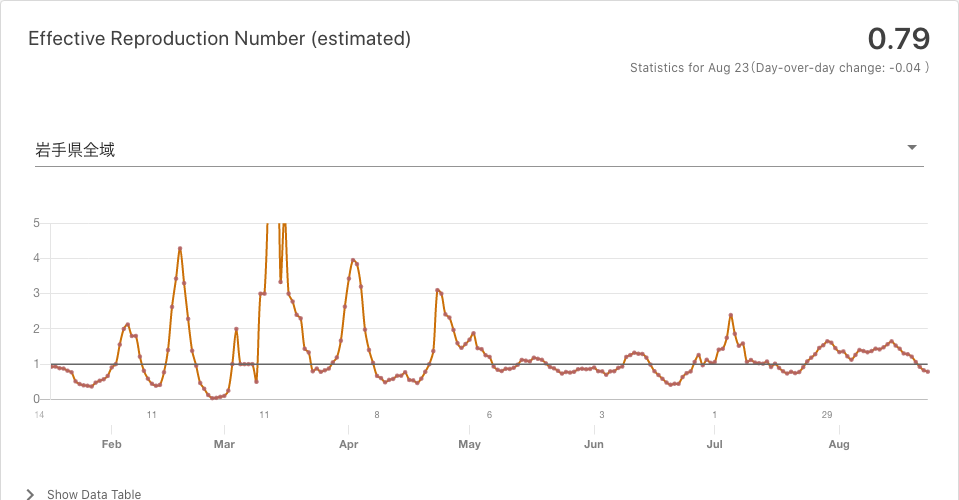 Effective Reproduction Number (estimated)
0.79
Statistics for Aug 23(Day-over-day change: -0.04 )
岩手県全域
5
4
3
2
1
0
14 11 11 8 6 3 1 29
Feb Mar Apr May Jun Jul Aug
Show Data Table